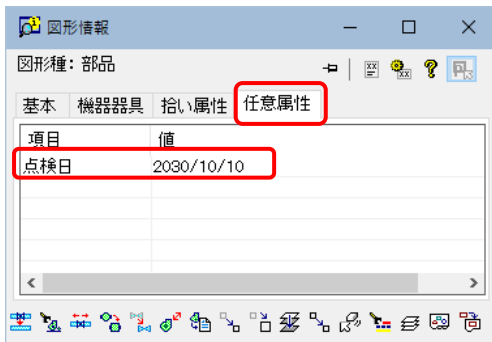 図形情報
図形種: 部品
基本 機器器具 拾い属性 任意属性
項目 値
点検日 2030/10/10